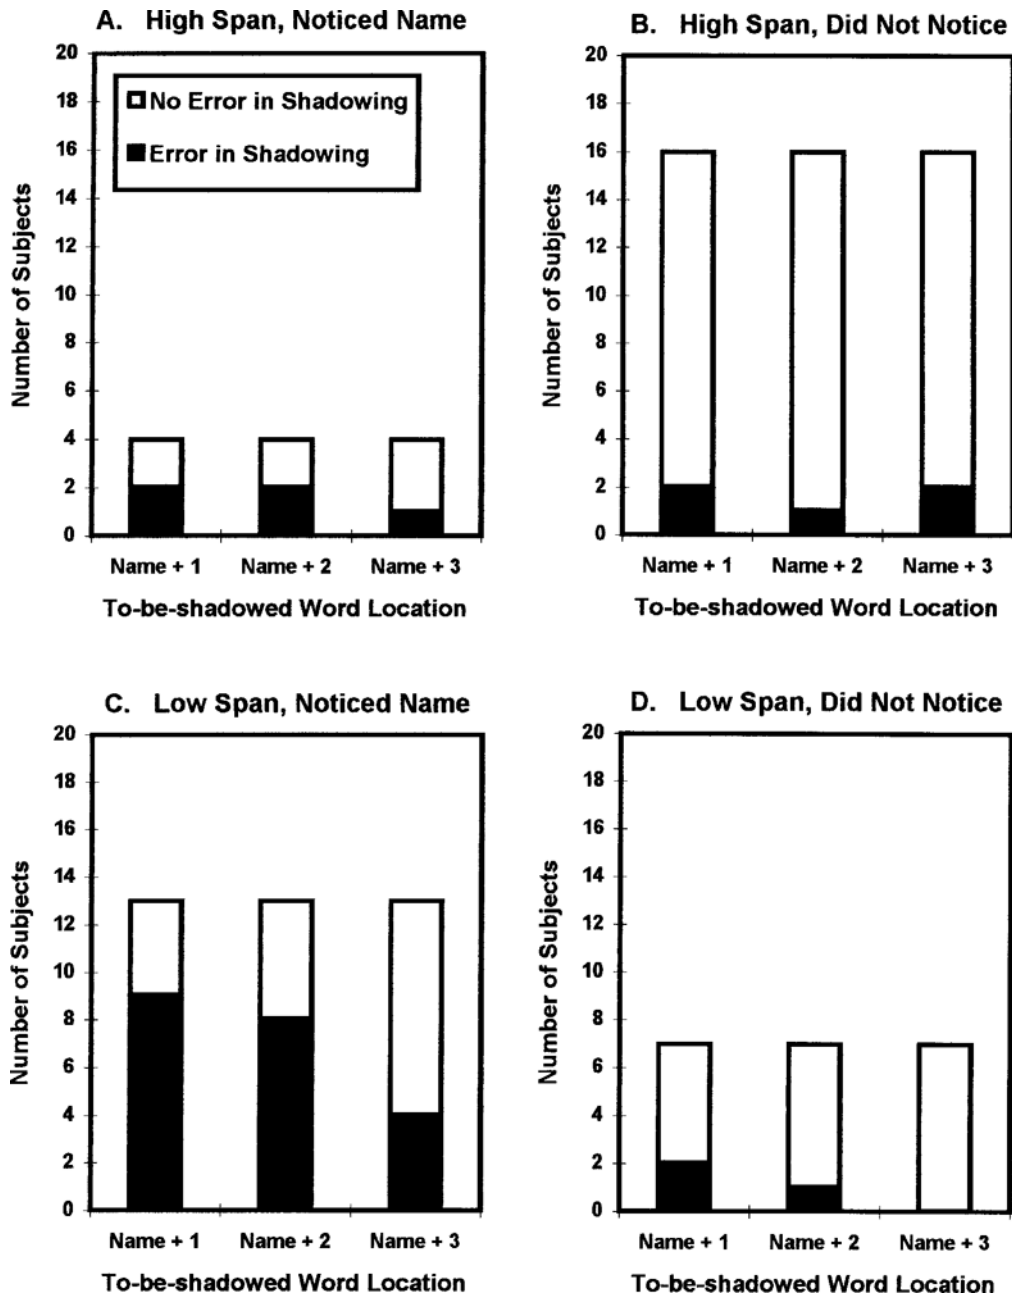 A. High Span, Noticed Name
20
18
16
14
12
10
8
6
4
2
0
Number of Subjects
No Error in Shadowing
Error in Shadowing
Name + 1 Name + 2 Name + 3
To-be-shadowed Word Location
B. High Span, Did Not Notice
20
18
16
14
12
10
8
6
4
2
0
Number of Subjects
Name + 1 Name + 2 Name + 3
To-be-shadowed Word Location
C. Low Span, Noticed Name
20
18
16
14
12
10
8
6
4
2
0
Number of Subjects
Name + 1 Name + 2 Name + 3
To-be-shadowed Word Location
D. Low Span, Did Not Notice
20
18
16
14
12
10
8
6
4
2
0
Number of Subjects
Name + 1 Name + 2 Name + 3
To-be-shadowed Word Location